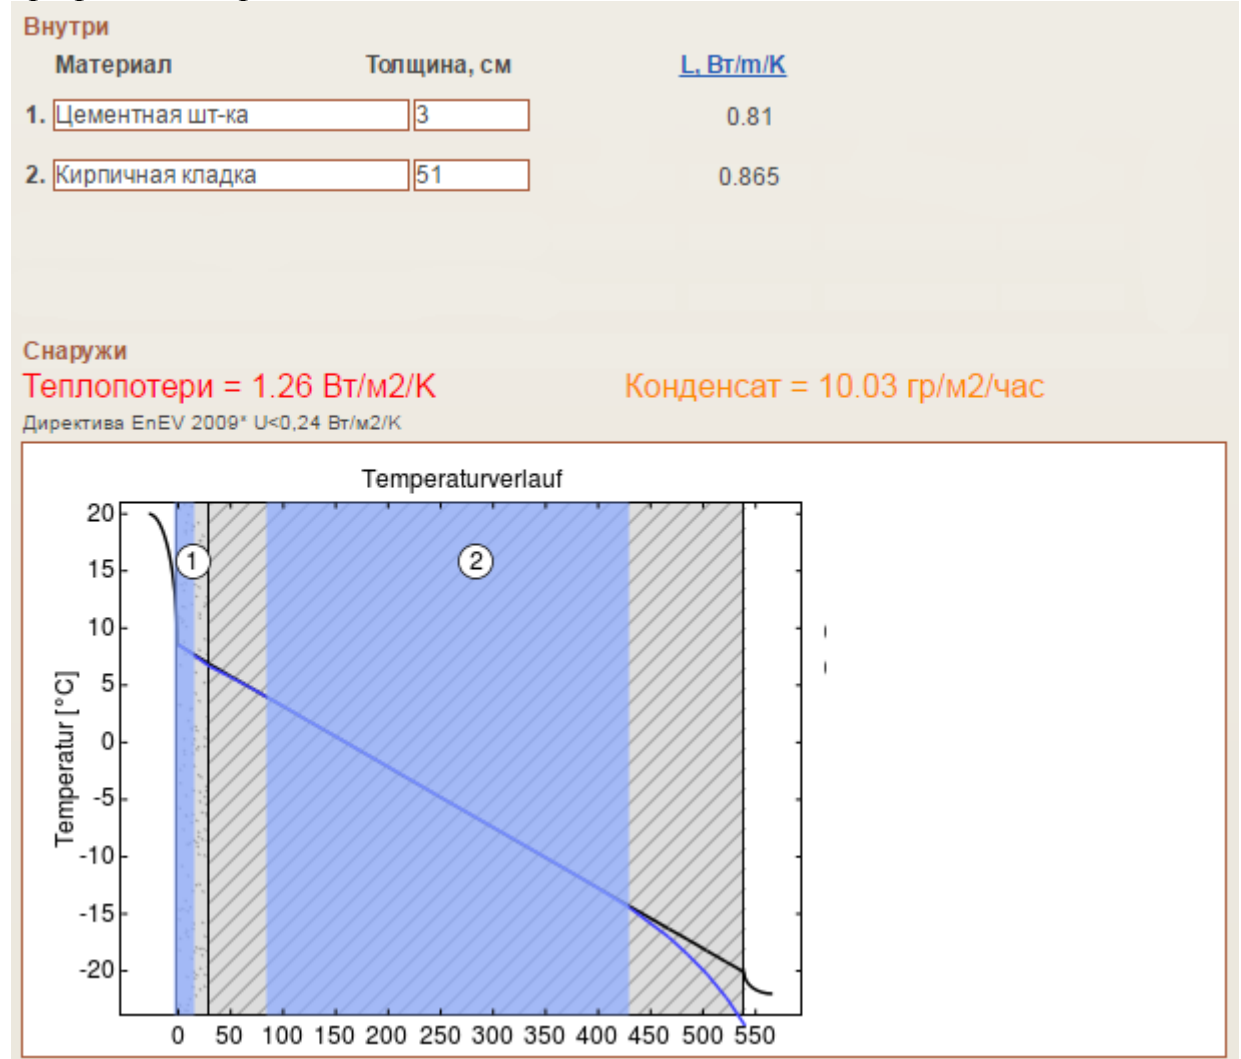 Внутри
Материал Толщина, см L, Вт/m/K
1. Цементная шт-ка 3 0.81
2. Кирпичная кладка 51 0.865
Снаружи
Теплопотери = 1.26 Вт/м2/K Конденсат = 10.03 гр/м2/час
Директива EnEV 2009* U<0,24 Вт/м2/K
Temperaturverlauf
Temperatur [°C]
20
15
10
5
0
-5
-10
-15
-20
1 2
0 50 100 150 200 250 300 350 400 450 500 550